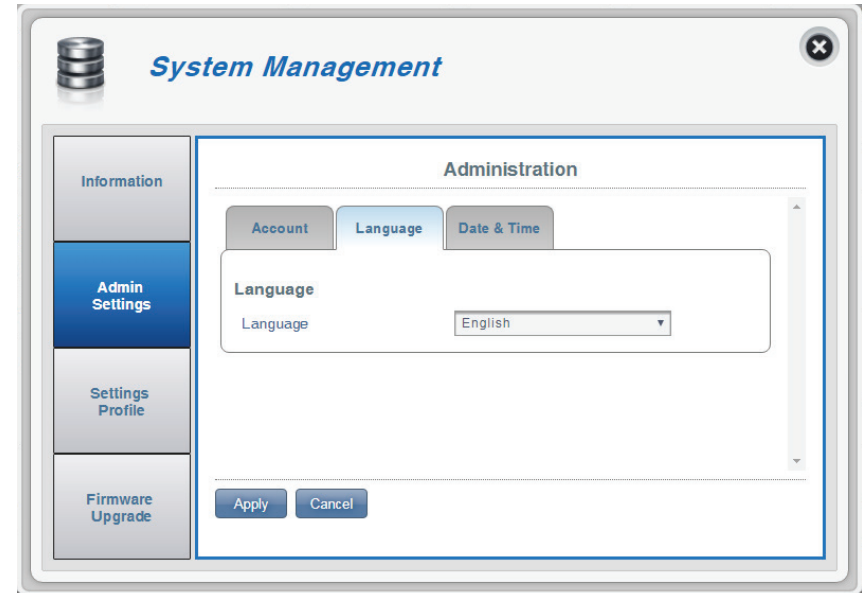 System Management
Information
Admin
Settings
Settings
Profile
Firmware
Upgrade
Administration
Account
Language
Date & Time
Language
Language
English
Apply
Cancel